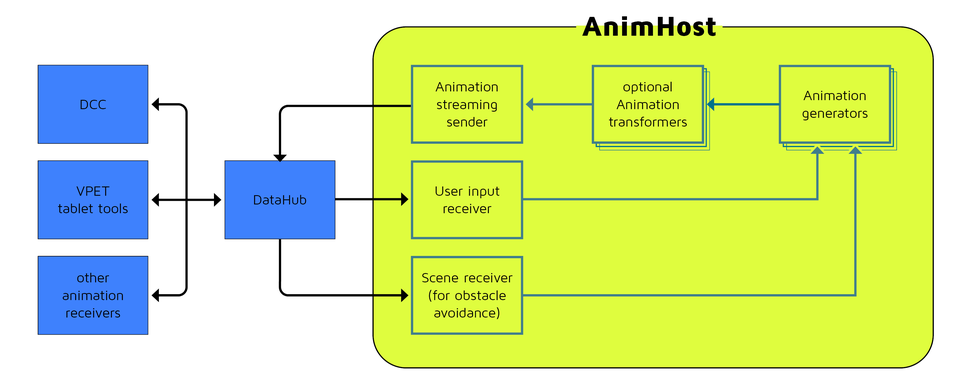 AnimHost
DCC
VPET
tablet tools
other
animation
receivers
DataHub
Animation
streaming
sender
User input
receiver
Scene receiver
(for obstacle
avoidance)
optional
Animation
transformers
Animation
generators